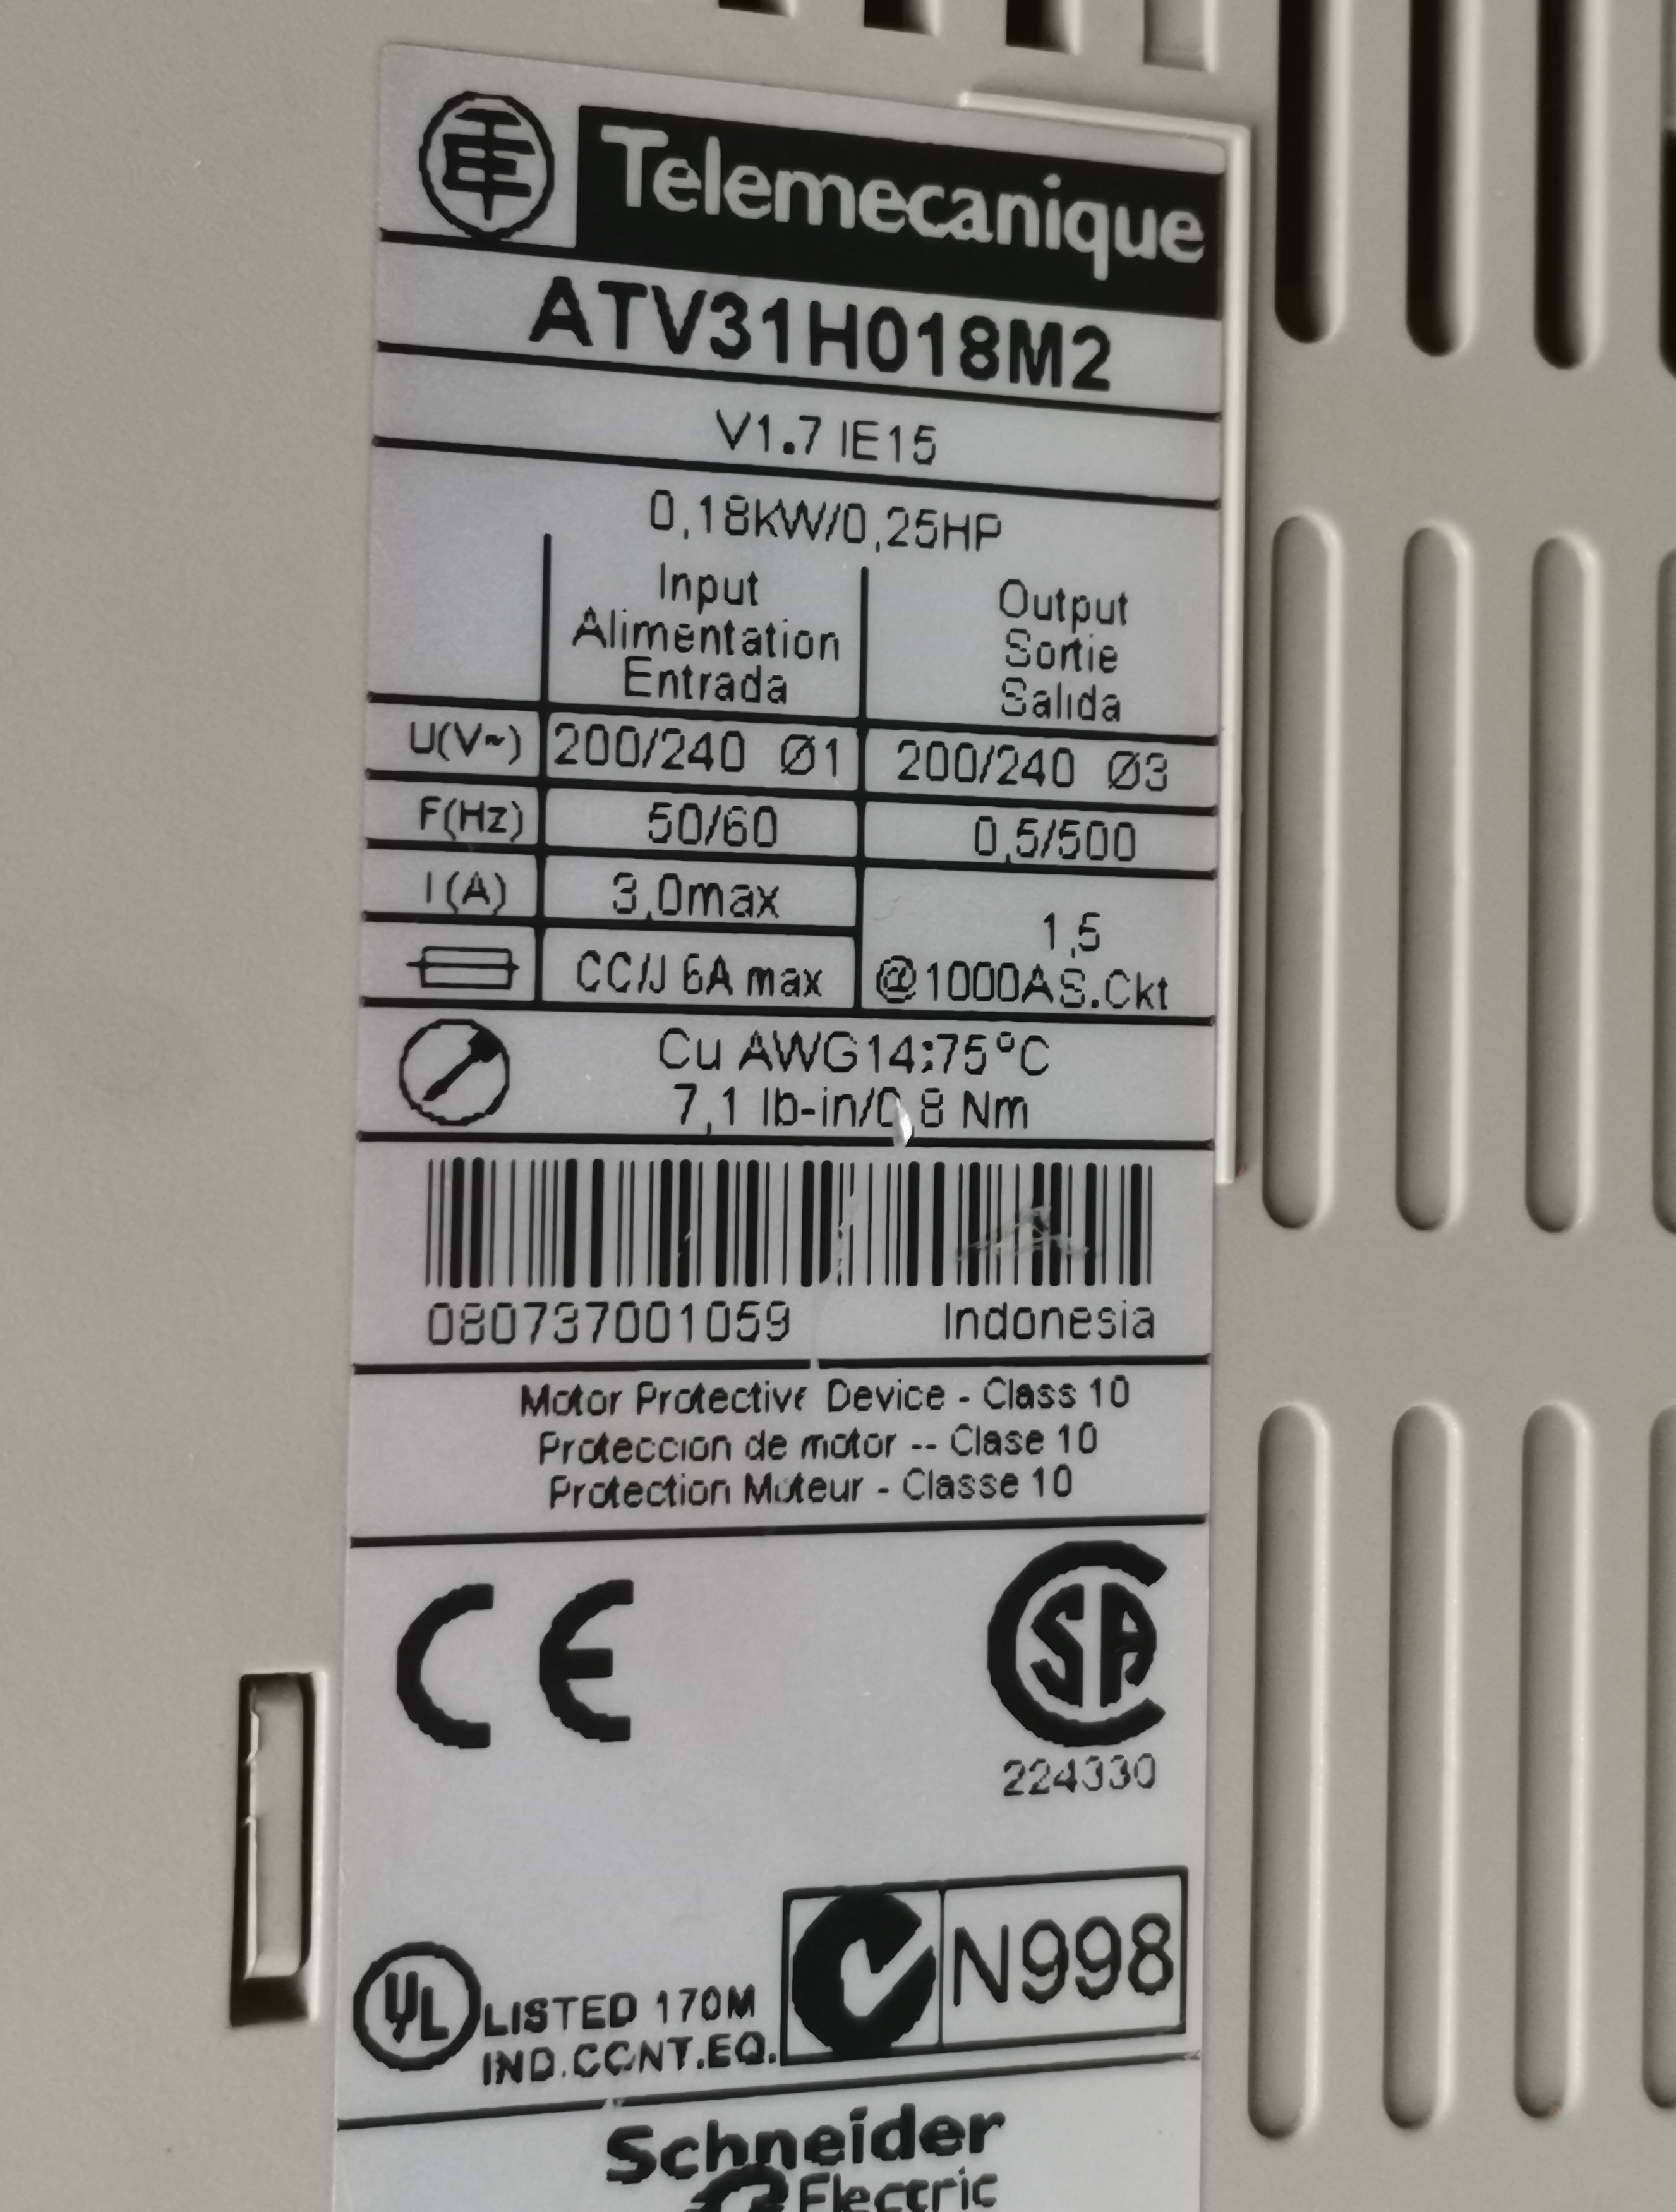 Telemecanique
ATV31H018M2
V1.7 IE15
0,18KW/0,25HP
Input
Alimentation
Entrada
Output
Sortie
Salida
U(V~) 200/240 Ø1 200/240 Ø3
F(Hz) 50/60 0,5/500
I(A) 3,0max
1,5
CC/J 6A max @1000A S.Ckt
Cu AWG14:75°C
7,1 lb-in/0,8 Nm
080737001059 Indonesia
Motor Protective Device - Class 10
Proteccion de motor -- Clase 10
Protection Moteur - Classe 10
CE
CSA
224330
UL LISTED 170M
IND.CONT.EQ.
N998
Schneider
Electric